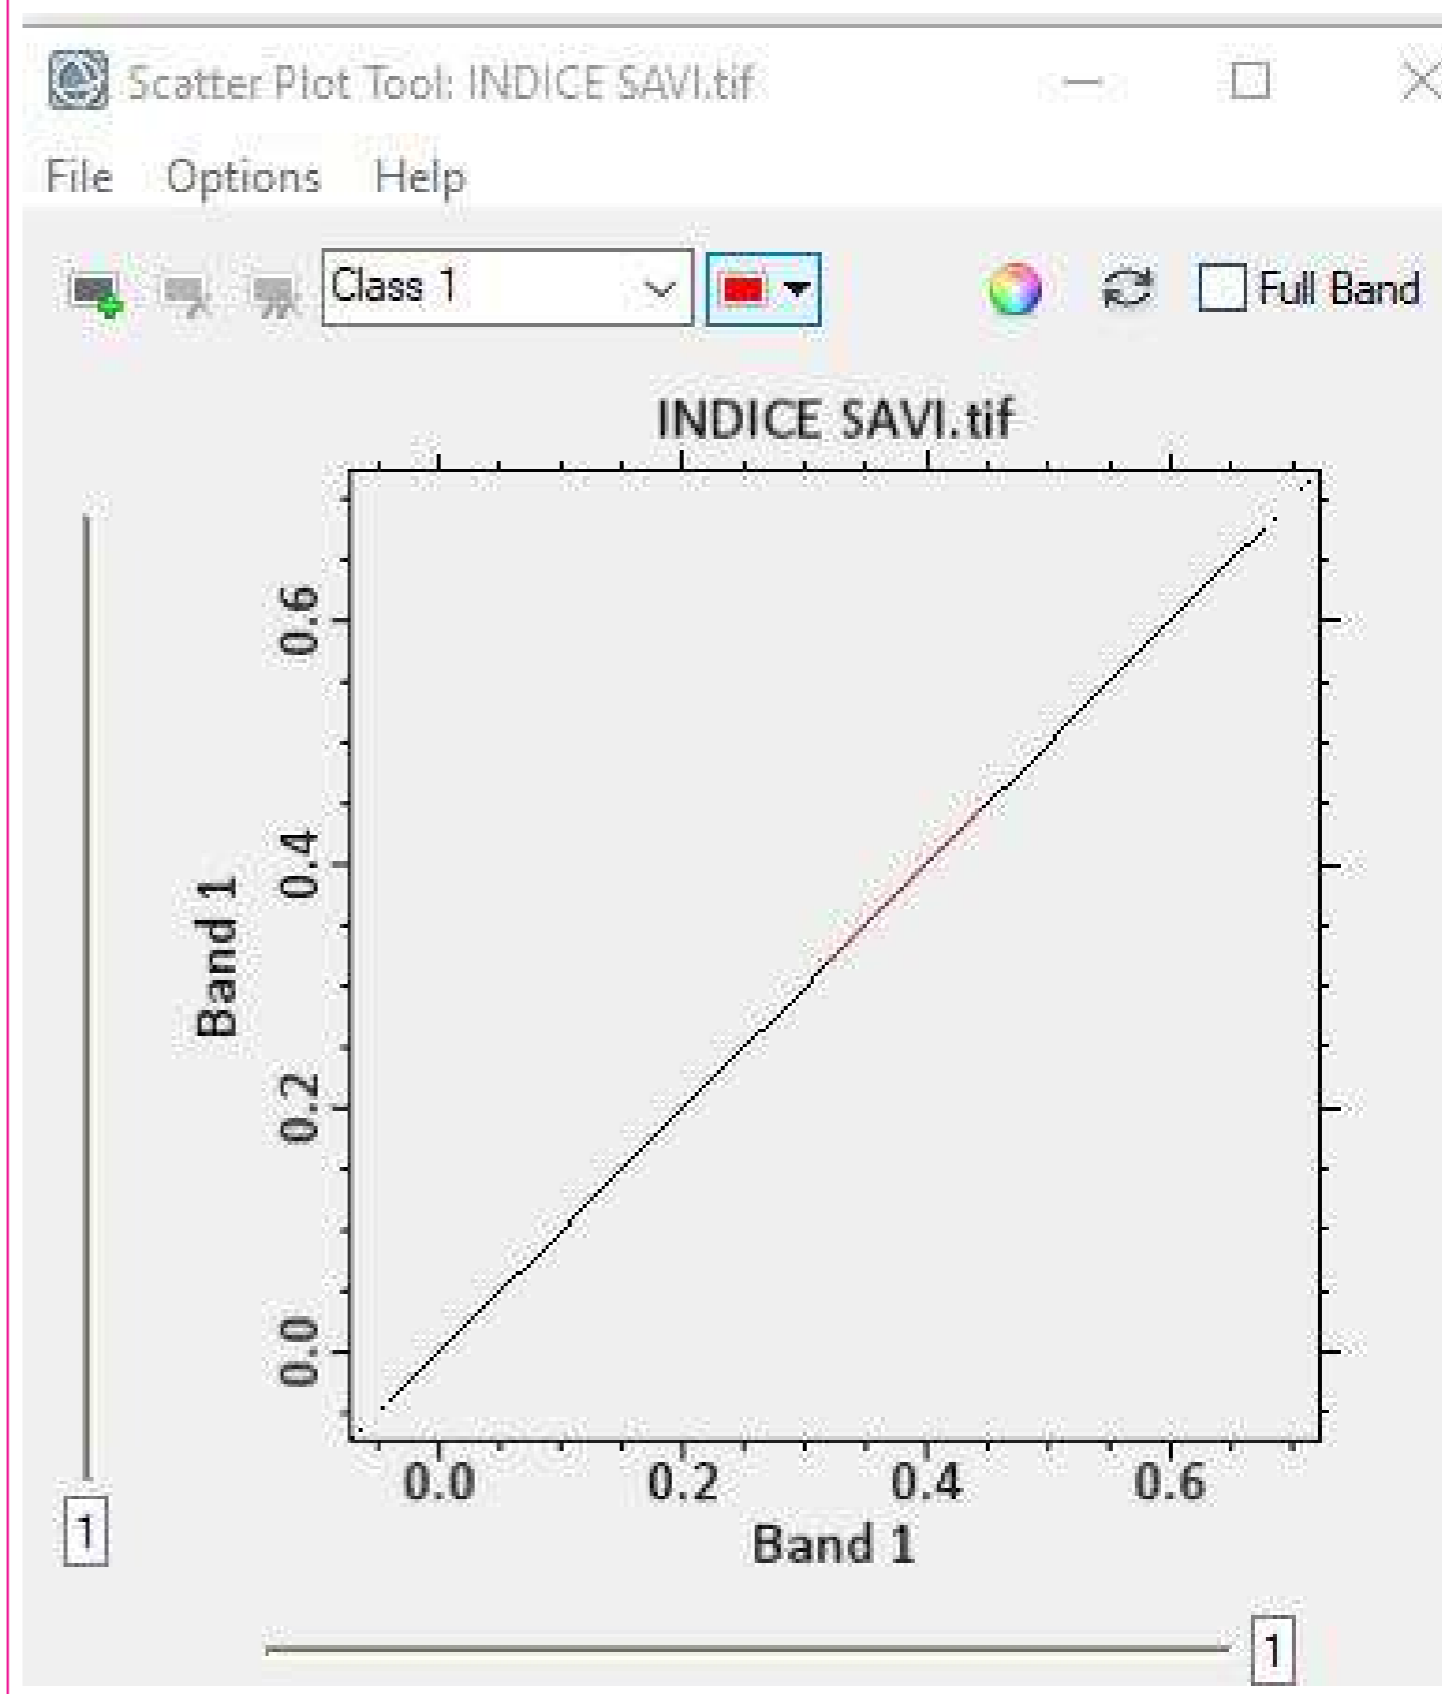 Scatter Plot Tool: INDICE SAVI.tif
File Options Help
Class 1 Full Band
INDICE SAVI.tif
0.6
0.4
0.2
0.0
Band 1
0.0 0.2 0.4 0.6
Band 1
1
1